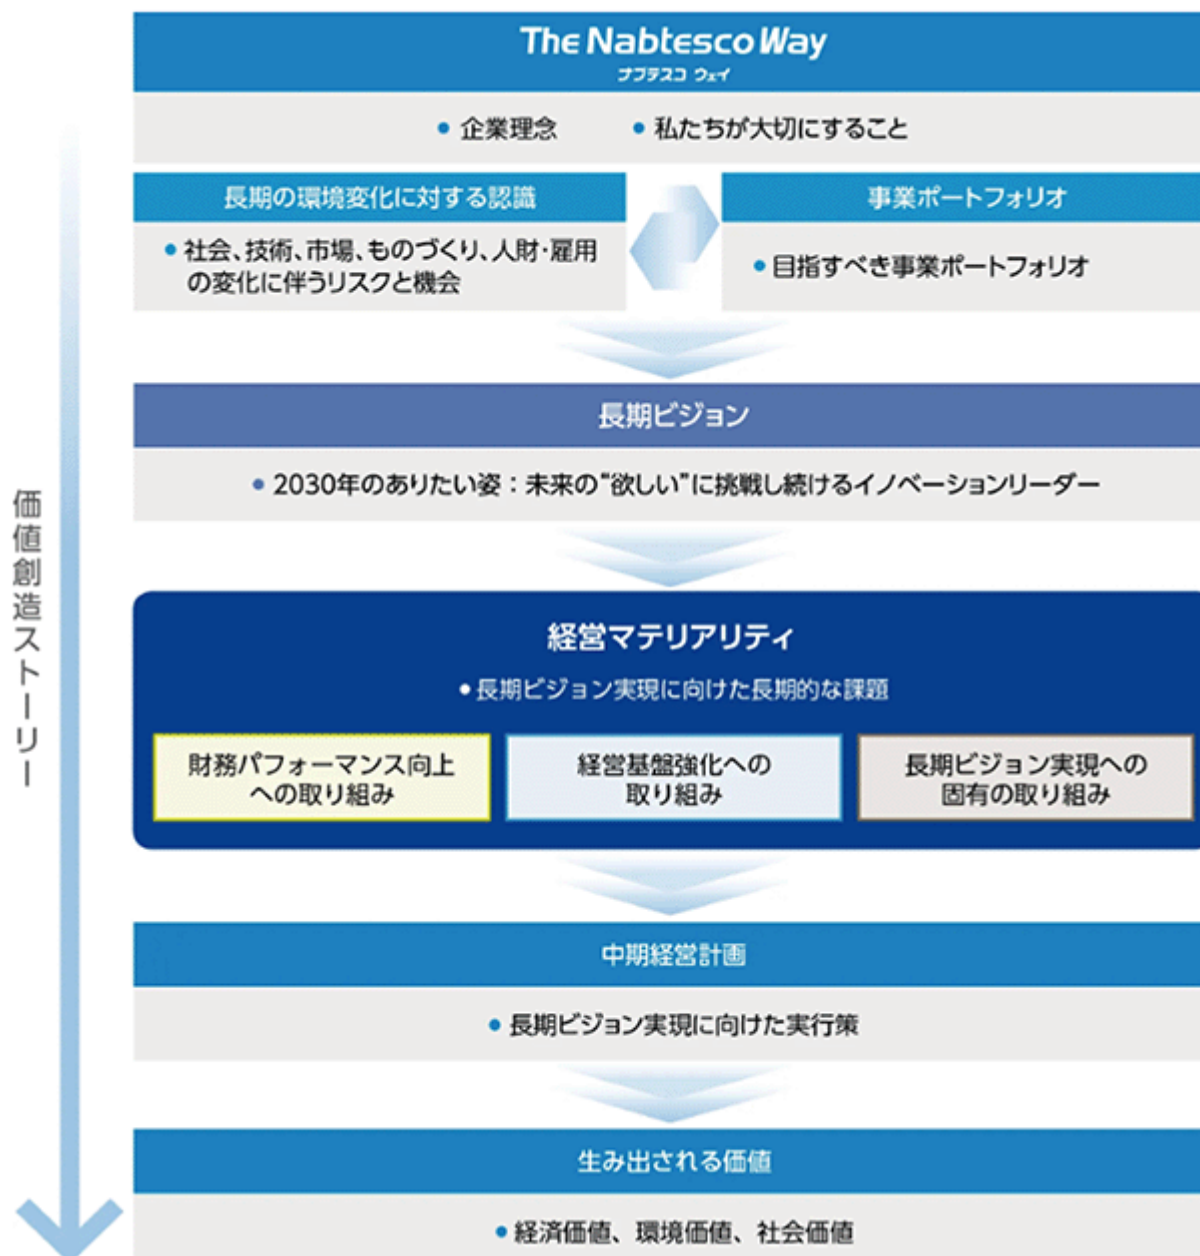 The Nabtesco Way
ナブテスコ ウェイ
• 企業理念 • 私たちが大切にすること
長期の環境変化に対する認識
• 社会、技術、市場、ものづくり、人財・雇用
の変化に伴うリスクと機会
事業ポートフォリオ
• 目指すべき事業ポートフォリオ
長期ビジョン
• 2030年のありたい姿：未来の“欲しい”に挑戦し続けるイノベーションリーダー
経営マテリアリティ
• 長期ビジョン実現に向けた長期的な課題
財務パフォーマンス向上
への取り組み
経営基盤強化への
取り組み
長期ビジョン実現への
固有の取り組み
中期経営計画
• 長期ビジョン実現に向けた実行策
生み出される価値
• 経済価値、環境価値、社会価値
価値創造ストーリー